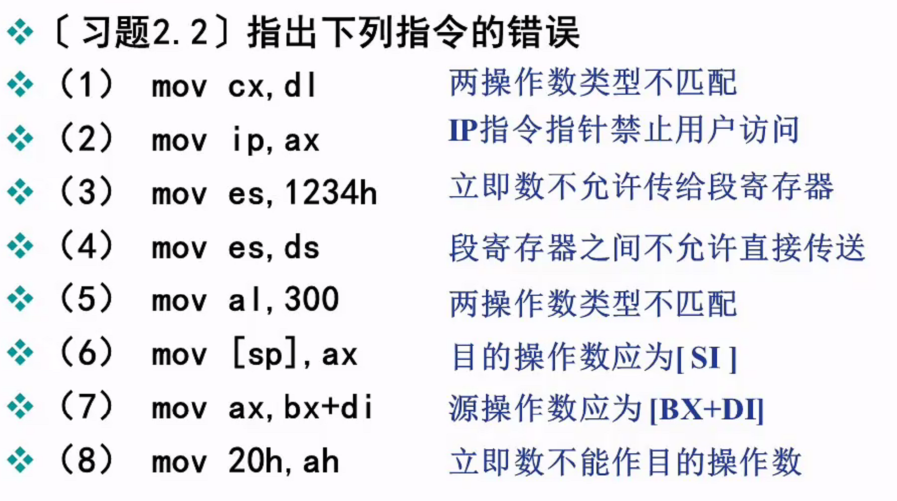 ❖〔习题2.2〕指出下列指令的错误
❖（1） mov cx,dl 两操作数类型不匹配
❖（2） mov ip,ax IP指令指针禁止用户访问
❖（3） mov es,1234h 立即数不允许传给段寄存器
❖（4） mov es,ds 段寄存器之间不允许直接传送
❖（5） mov al,300 两操作数类型不匹配
❖（6） mov [sp],ax 目的操作数应为[ SI ]
❖（7） mov ax,bx+di 源操作数应为 [BX+DI]
❖（8） mov 20h,ah 立即数不能作目的操作数